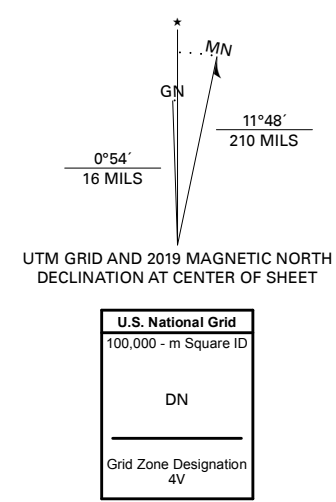 ★
MN
GN
11°48´
210 MILS
0°54´
16 MILS
UTM GRID AND 2019 MAGNETIC NORTH
DECLINATION AT CENTER OF SHEET
U.S. National Grid
100,000 - m Square ID
DN
Grid Zone Designation
4V